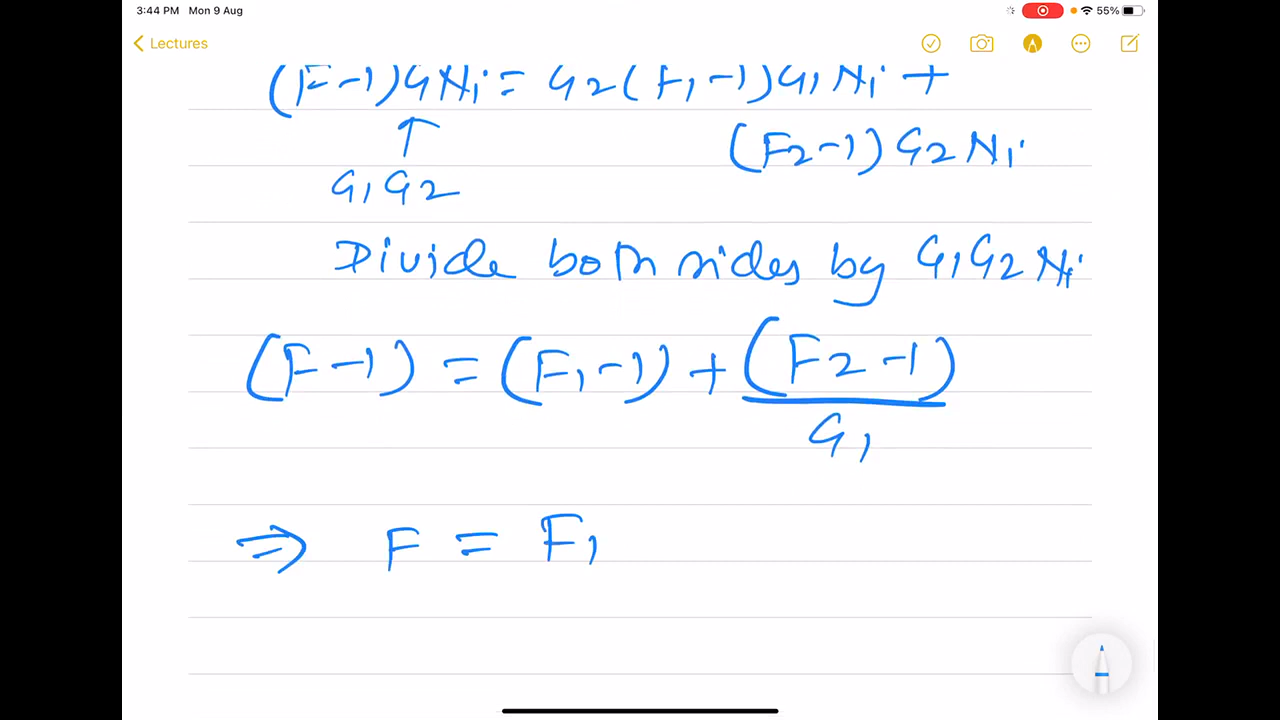 3:44 PM Mon 9 Aug
55%
Lectures
(F-1)GNi = G2(F1-1)G1Ni +
(F2-1)G2Ni
↑
G1G2
Divide both sides by G1G2Ni
(F-1) = (F1-1) + (F2-1)
G1
⇒ F = F1